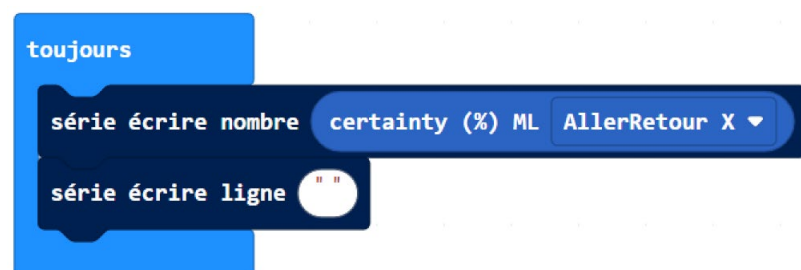 toujours
série écrire nombre certainty (%) ML AllerRetour X
série écrire ligne " "